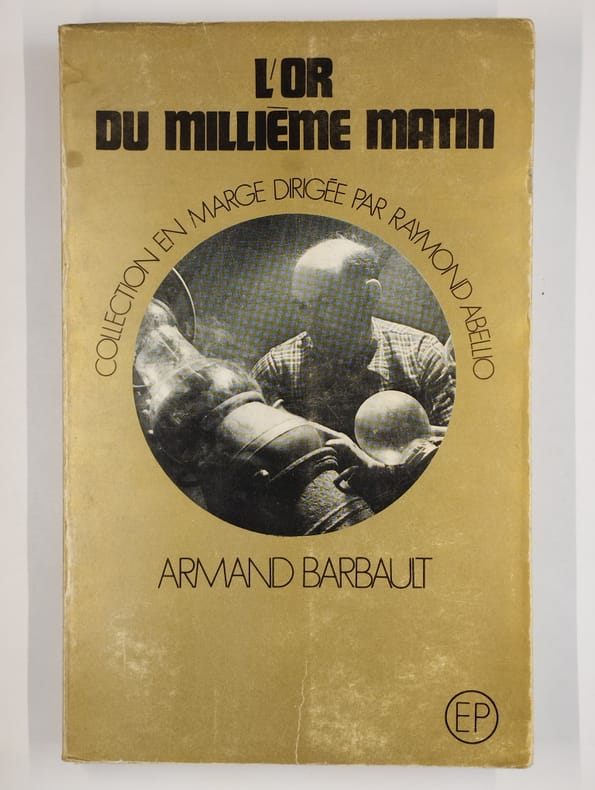 L'OR
DU MILLIÈME MATIN
COLLECTION EN MARGE DIRIGÉE PAR RAYMOND ABELLIO
ARMAND BARBAULT
EP